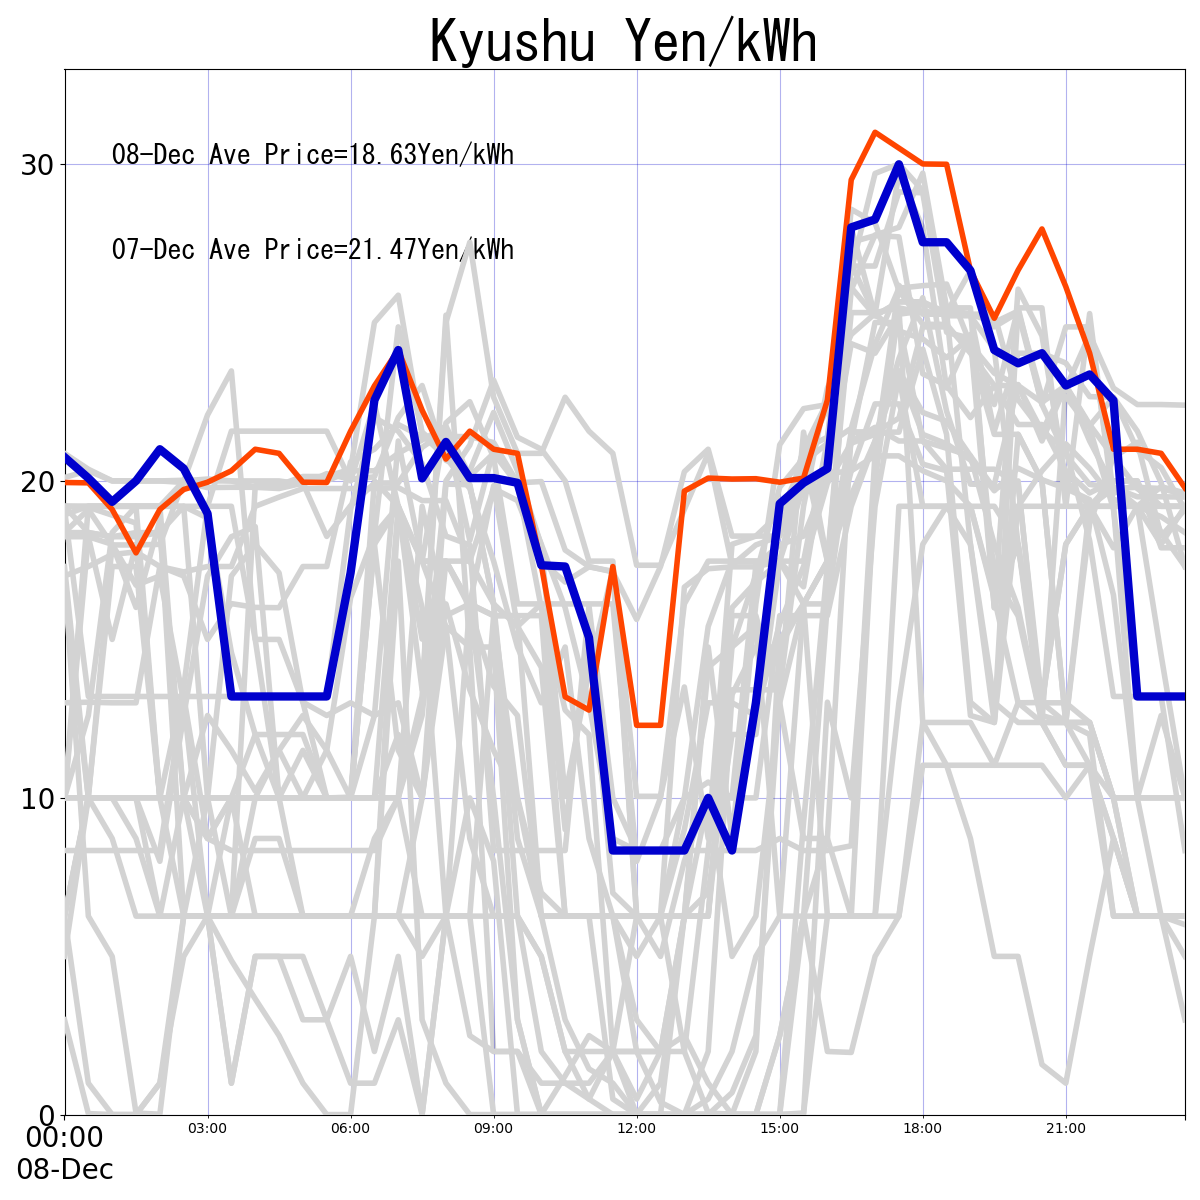 Kyushu Yen/kWh
08-Dec Ave Price=18.63Yen/kWh
07-Dec Ave Price=21.47Yen/kWh
30
20
10
0
00:00 03:00 06:00 09:00 12:00 15:00 18:00 21:00
08-Dec